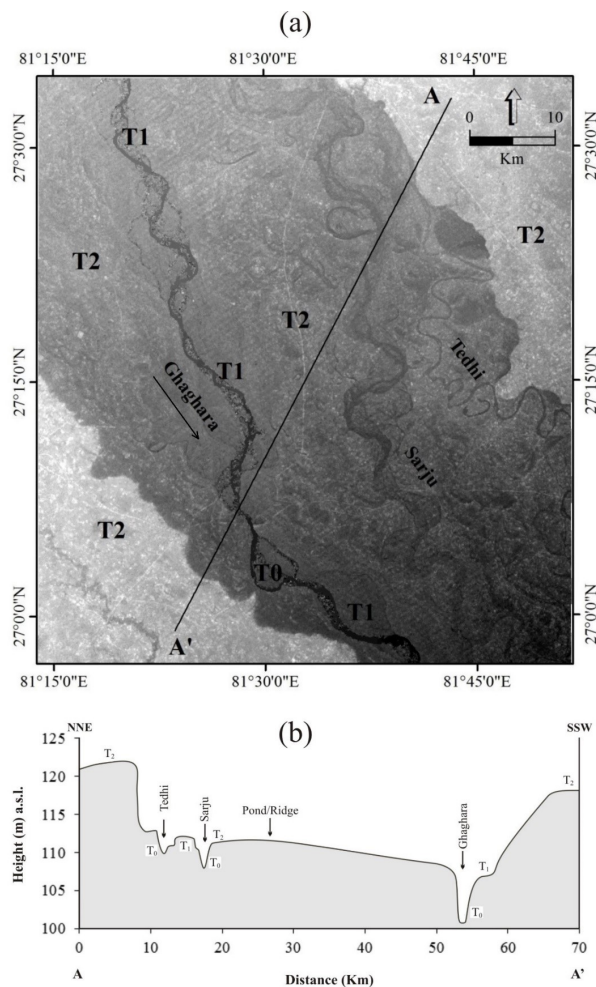 (a)
81°15'0"E 81°30'0"E 81°45'0"E
A
0 10
Km
27°30'0"N 27°30'0"N
T1
T2 T2
T2
Tedhi
T1
27°15'0"N 27°15'0"N
Ghaghara
Sarju
T2
T0
T1
27°0'0"N 27°0'0"N
A'
81°15'0"E 81°30'0"E 81°45'0"E
(b)
NNE SSW
125
120
115
110
105
100
Height (m) a.s.l.
T2
Tedhi
Sarju
Pond/Ridge
Ghaghara
T2
T2
T0 T1 T0
T1
T0
0 10 20 30 40 50 60 70
A Distance (Km) A’